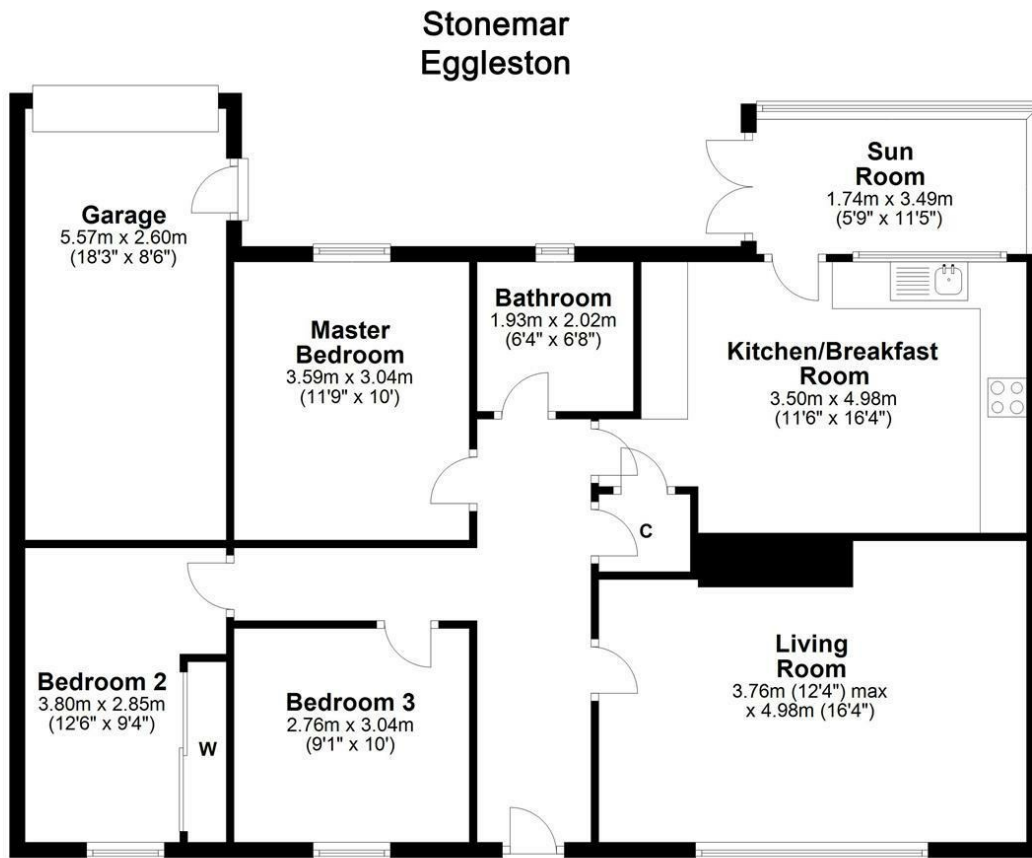 Stonemar
Eggleston
Sun
Room
1.74m x 3.49m
(5'9" x 11'5")
Garage
5.57m x 2.60m
(18'3" x 8'6")
Bathroom
1.93m x 2.02m
(6'4" x 6'8")
Master
Bedroom
3.59m x 3.04m
(11'9" x 10')
Kitchen/Breakfast
Room
3.50m x 4.98m
(11'6" x 16'4")
C
Living
Room
3.76m (12'4") max
x 4.98m (16'4")
Bedroom 2
3.80m x 2.85m
(12'6" x 9'4")
W
Bedroom 3
2.76m x 3.04m
(9'1" x 10')